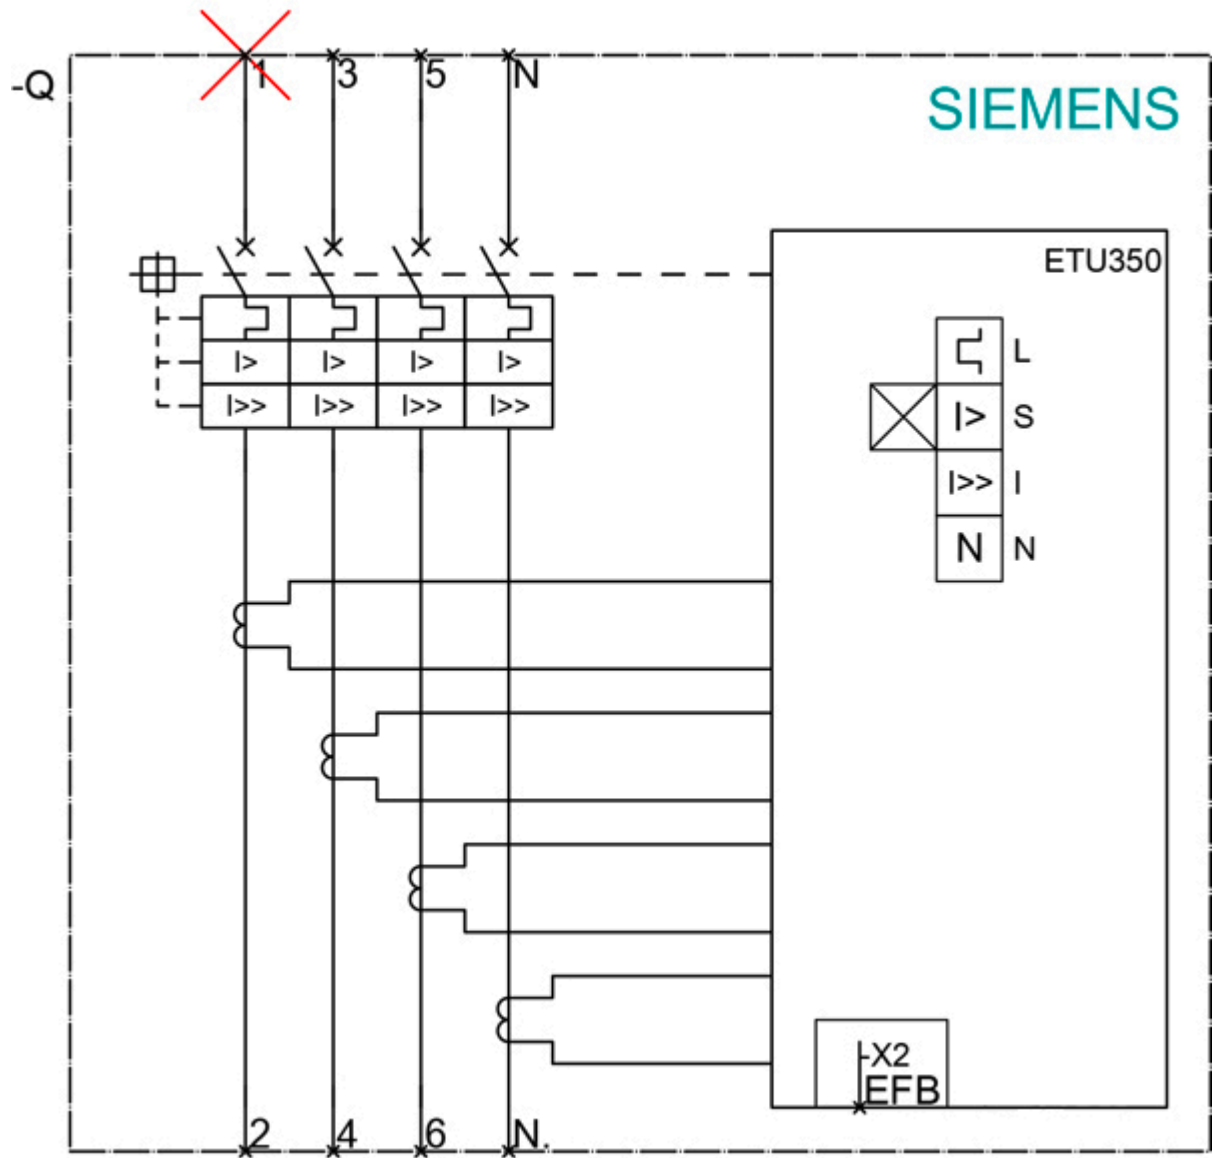 -Q
1 3 5 N
SIEMENS
ETU350
I> I> I> I>
I>> I>> I>> I>>
L
I> S
I>> I
N N
-X2
EFB
2 4 6 N.